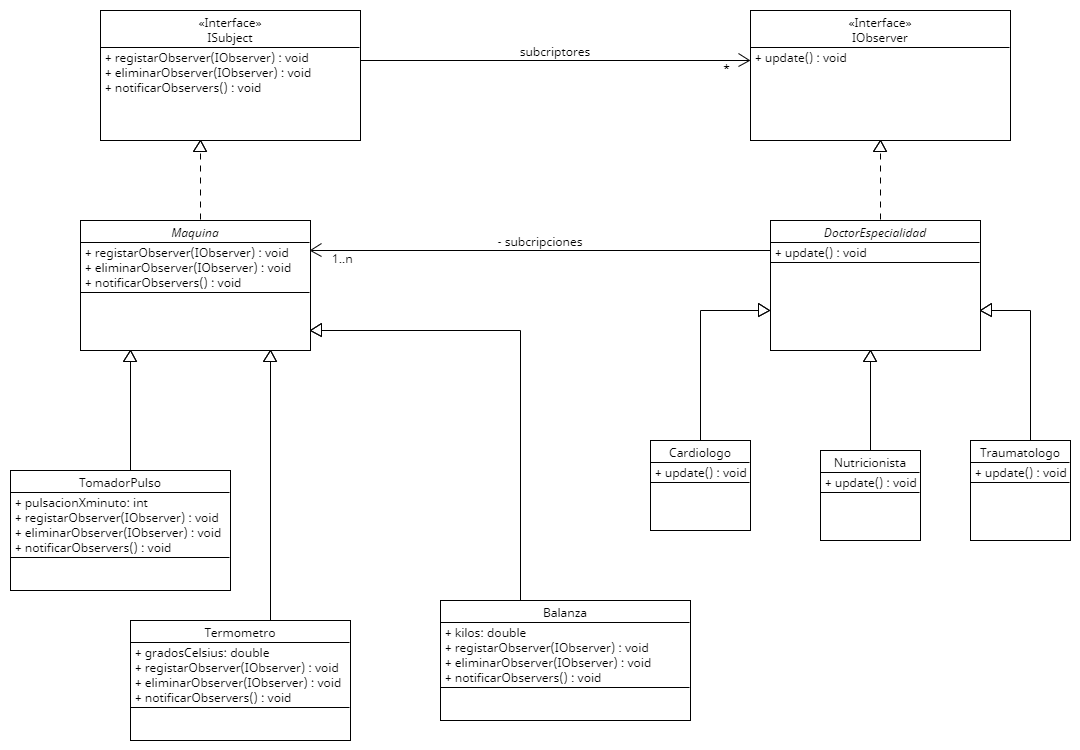 «Interface»
ISubject
+ registarObserver(IObserver) : void
+ eliminarObserver(IObserver) : void
+ notificarObservers() : void
subcriptores
*
«Interface»
IObserver
+ update() : void
Maquina
+ registarObserver(IObserver) : void
+ eliminarObserver(IObserver) : void
+ notificarObservers() : void
- subcripciones
1..n
DoctorEspecialidad
+ update() : void
Cardiologo
+ update() : void
Nutricionista
+ update() : void
Traumatologo
+ update() : void
TomadorPulso
+ pulsacionXminuto: int
+ registarObserver(IObserver) : void
+ eliminarObserver(IObserver) : void
+ notificarObservers() : void
Termometro
+ gradosCelsius: double
+ registarObserver(IObserver) : void
+ eliminarObserver(IObserver) : void
+ notificarObservers() : void
Balanza
+ kilos: double
+ registarObserver(IObserver) : void
+ eliminarObserver(IObserver) : void
+ notificarObservers() : void